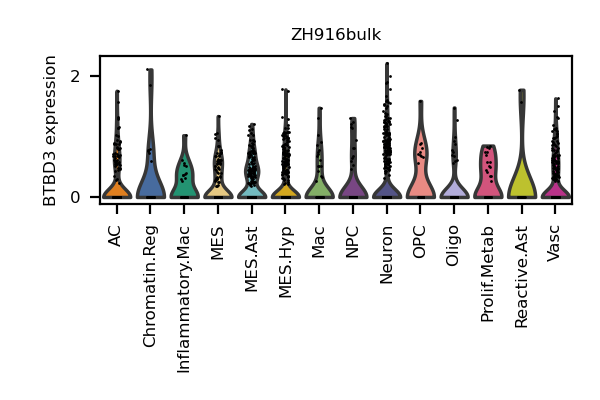 ZH916bulk
BTBD3 expression
2
0
AC
Chromatin.Reg
Inflammatory.Mac
MES
MES.Ast
MES.Hyp
Mac
NPC
Neuron
OPC
Oligo
Prolif.Metab
Reactive.Ast
Vasc